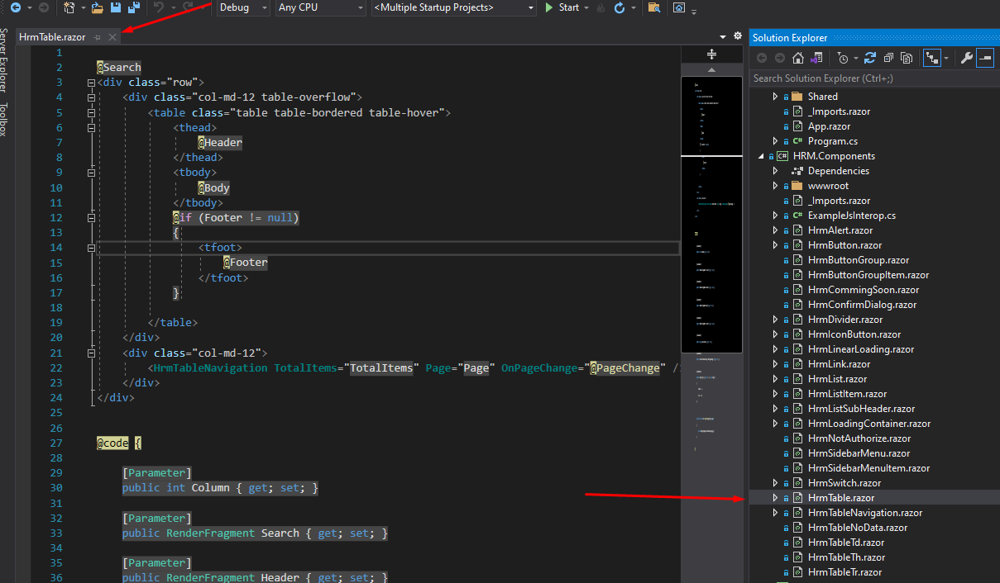 Debug
Any CPU
<Multiple Startup Projects>
Start
Server Explorer
Toolbox
HrmTable.razor
1
2 @Search
3 <div class="row">
4 <div class="col-md-12 table-overflow">
5 <table class="table table-bordered table-hover">
6 <thead>
7 @Header
8 </thead>
9 <tbody>
10 @Body
11 </tbody>
12 @if (Footer != null)
13 {
14 <tfoot>
15 @Footer
16 </tfoot>
17 }
18
19 </table>
20 </div>
21 <div class="col-md-12">
22 <HrmTableNavigation TotalItems="TotalItems" Page="Page" OnPageChange="@PageChange" /
23 </div>
24 </div>
25
26
27 @code {
28
29 [Parameter]
30 public int Column { get; set; }
31
32 [Parameter]
33 public RenderFragment Search { get; set; }
34
35 [Parameter]
36 public RenderFragment Header { get; set; }
Solution Explorer
Search Solution Explorer (Ctrl+;)
Shared
_Imports.razor
App.razor
C# Program.cs
C# HRM.Components
Dependencies
wwwroot
_Imports.razor
C# ExampleJsInterop.cs
HrmAlert.razor
HrmButton.razor
HrmButtonGroup.razor
HrmButtonGroupItem.razor
HrmCommingSoon.razor
HrmConfirmDialog.razor
HrmDivider.razor
HrmIconButton.razor
HrmLinearLoading.razor
HrmLink.razor
HrmList.razor
HrmListItem.razor
HrmListSubHeader.razor
HrmLoadingContainer.razor
HrmNotAuthorize.razor
HrmSidebarMenu.razor
HrmSidebarMenuItem.razor
HrmSwitch.razor
HrmTable.razor
HrmTableNavigation.razor
HrmTableNoData.razor
HrmTableTd.razor
HrmTableTh.razor
HrmTableTr.razor